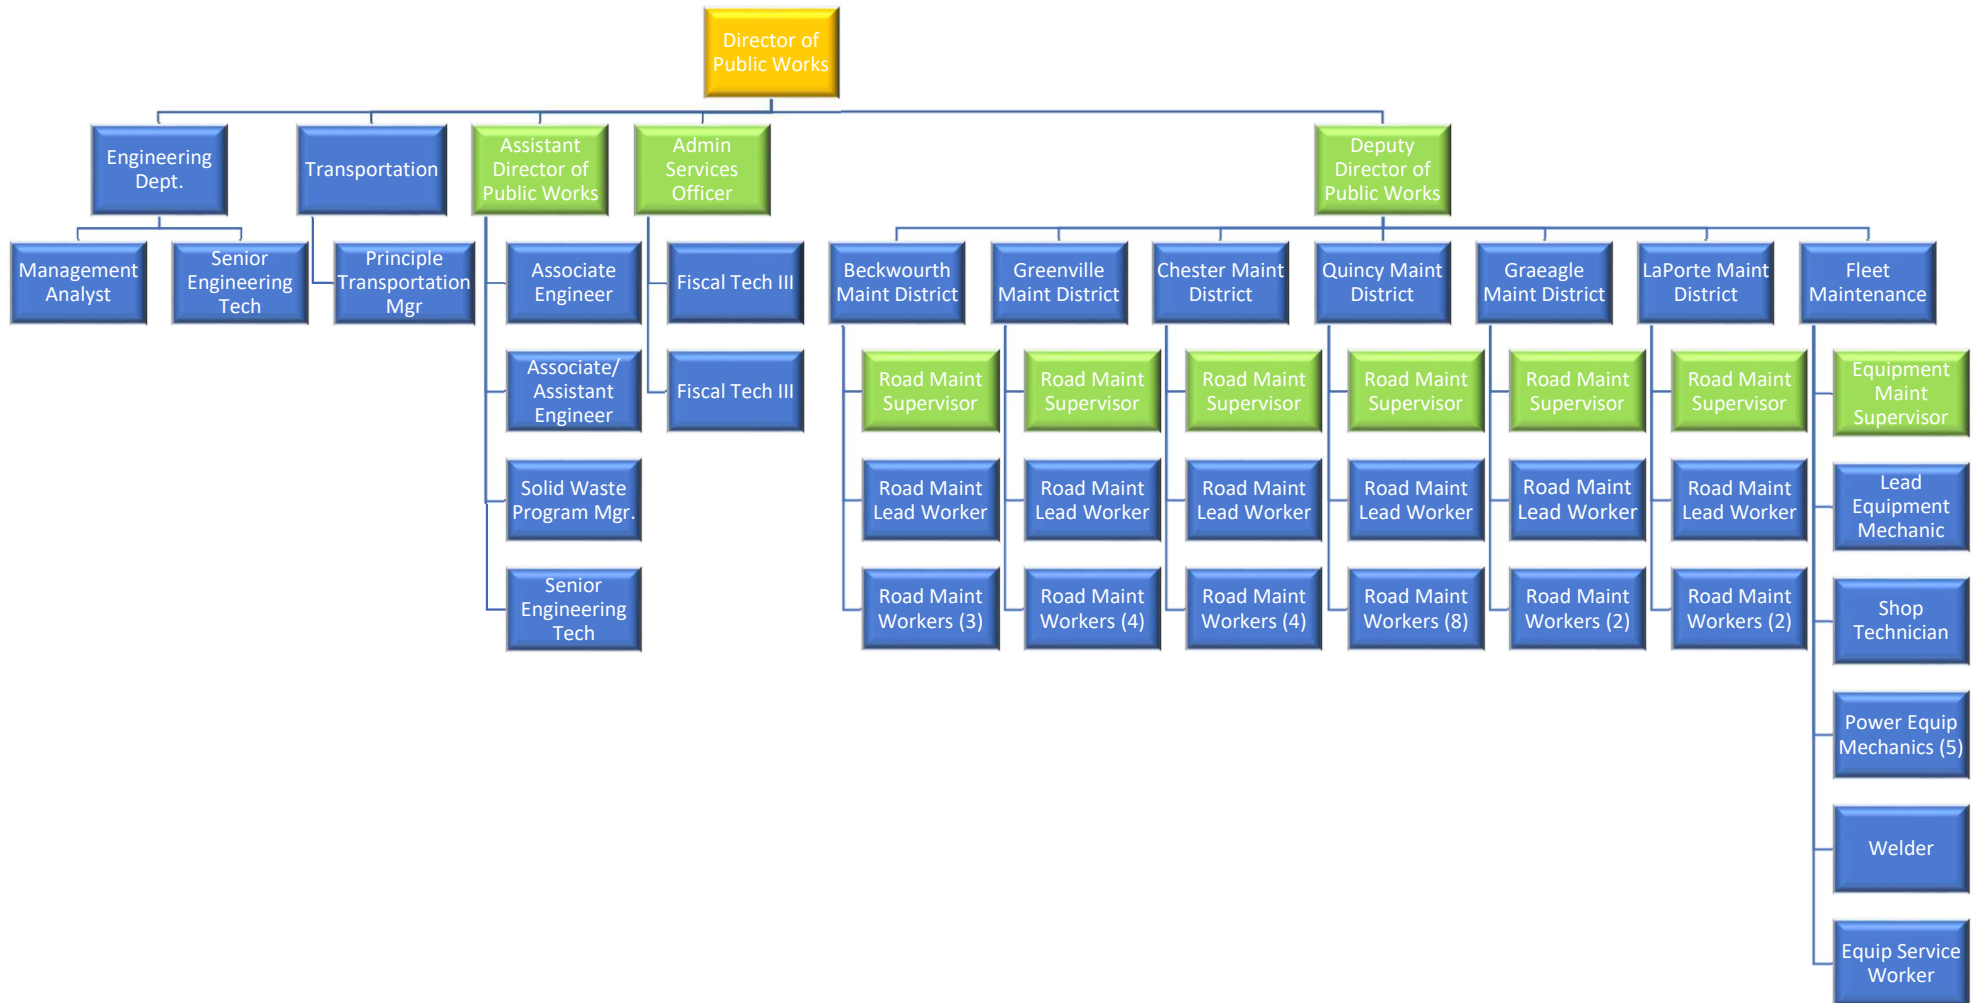 Director of
Public Works
Engineering
Dept.
Transportation
Assistant
Director of
Public Works
Admin
Services
Officer
Deputy
Director of
Public Works
Management
Analyst
Senior
Engineering
Tech
Principle
Transportation
Mgr
Associate
Engineer
Fiscal Tech III
Beckwourth
Maint District
Greenville
Maint District
Chester Maint
District
Quincy Maint
District
Graeagle
Maint District
LaPorte Maint
District
Fleet
Maintenance
Associate/
Assistant
Engineer
Fiscal Tech III
Road Maint
Supervisor
Road Maint
Supervisor
Road Maint
Supervisor
Road Maint
Supervisor
Road Maint
Supervisor
Road Maint
Supervisor
Equipment
Maint
Supervisor
Solid Waste
Program Mgr.
Road Maint
Lead Worker
Road Maint
Lead Worker
Road Maint
Lead Worker
Road Maint
Lead Worker
Road Maint
Lead Worker
Road Maint
Lead Worker
Lead
Equipment
Mechanic
Senior
Engineering
Tech
Road Maint
Workers (3)
Road Maint
Workers (4)
Road Maint
Workers (4)
Road Maint
Workers (8)
Road Maint
Workers (2)
Road Maint
Workers (2)
Shop
Technician
Power Equip
Mechanics (5)
Welder
Equip Service
Worker